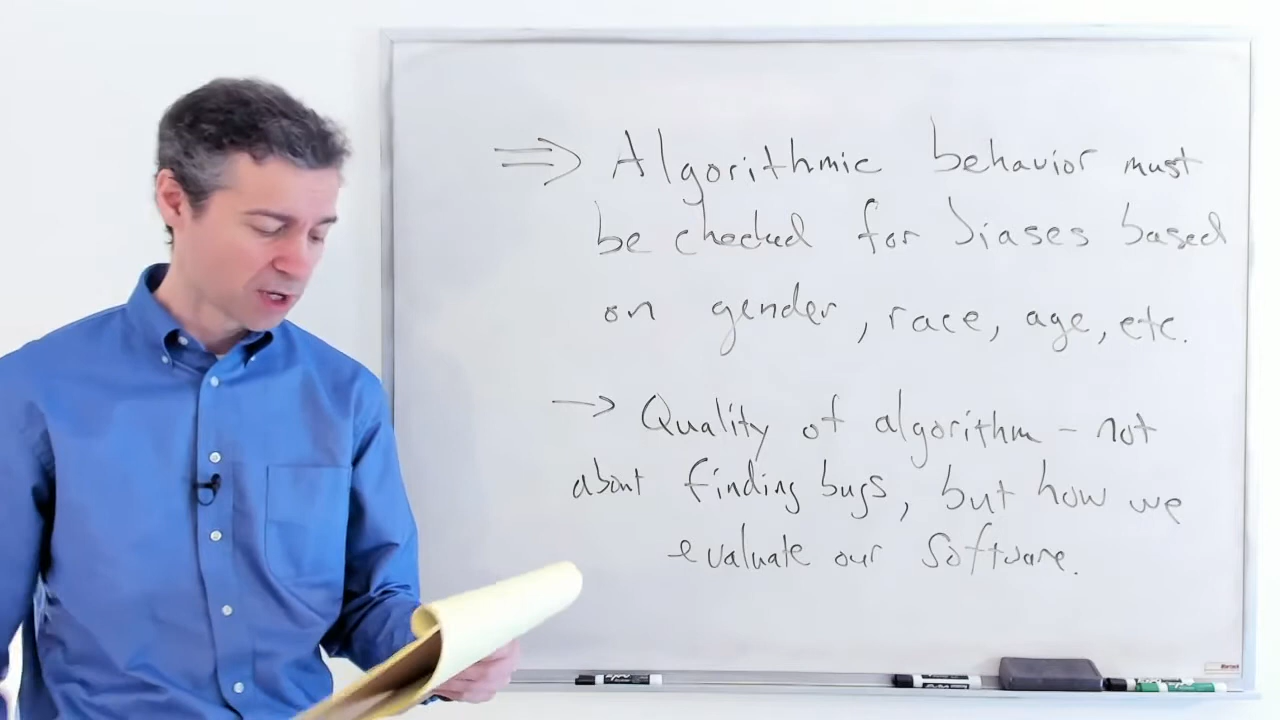 ⇒ Algorithmic behavior must
be checked for biases based
on gender, race, age, etc.
→ Quality of algorithm - not
about finding bugs, but how we
evaluate our software.